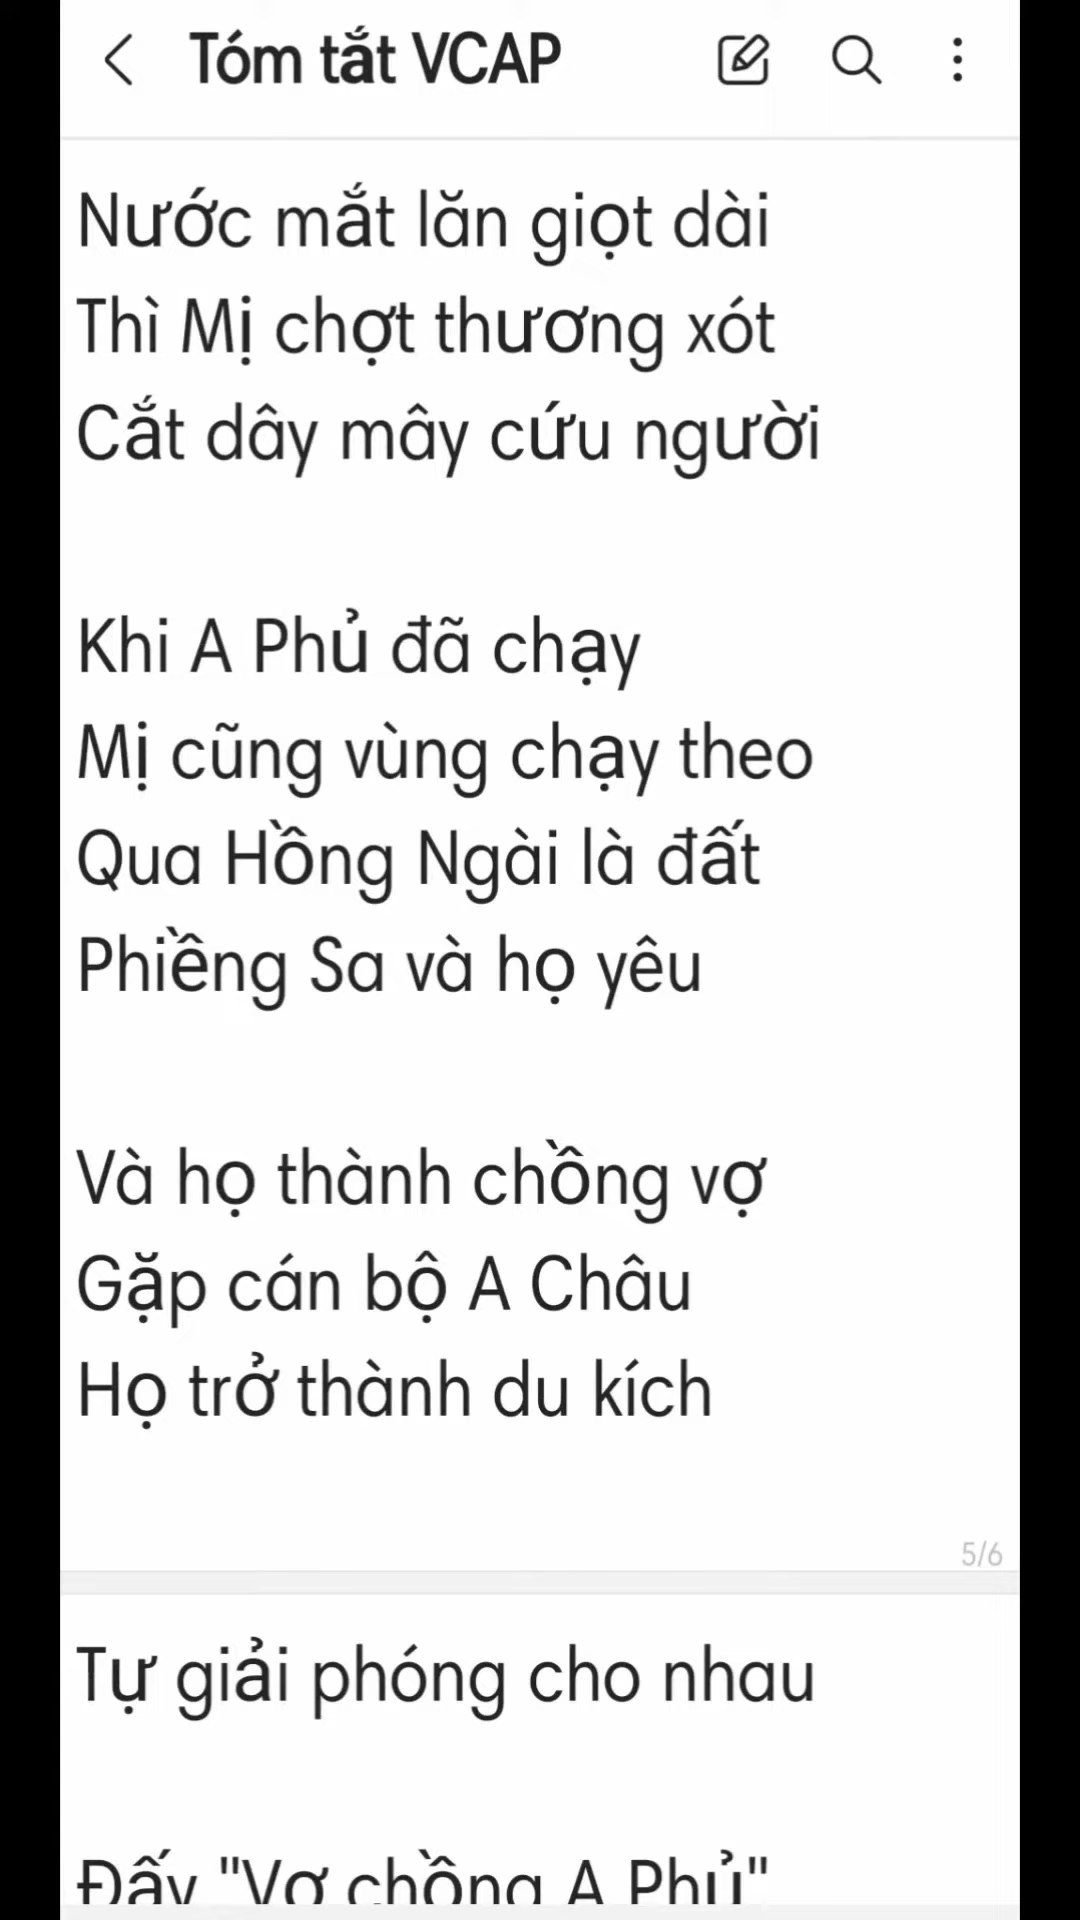 Tóm tắt VCAP
Nước mắt lăn giọt dài
Thì Mị chợt thương xót
Cắt dây mây cứu người
Khi A Phủ đã chạy
Mị cũng vùng chạy theo
Qua Hồng Ngài là đất
Phiềng Sa và họ yêu
Và họ thành chồng vợ
Gặp cán bộ A Châu
Họ trở thành du kích
5/6
Tự giải phóng cho nhau
Đấy "Vợ chồng A Phủ"